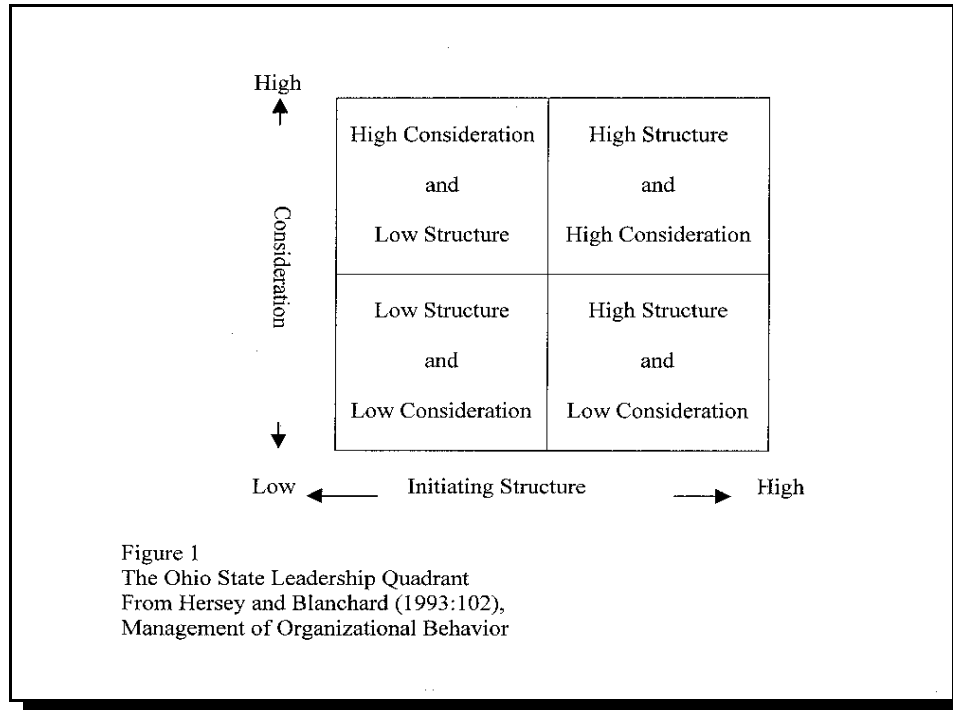 High
High Consideration
and
Low Structure
High Structure
and
High Consideration
Consideration
Low Structure
and
Low Consideration
High Structure
and
Low Consideration
Low
Initiating Structure
High
Figure 1
The Ohio State Leadership Quadrant
From Hersey and Blanchard (1993:102),
Management of Organizational Behavior